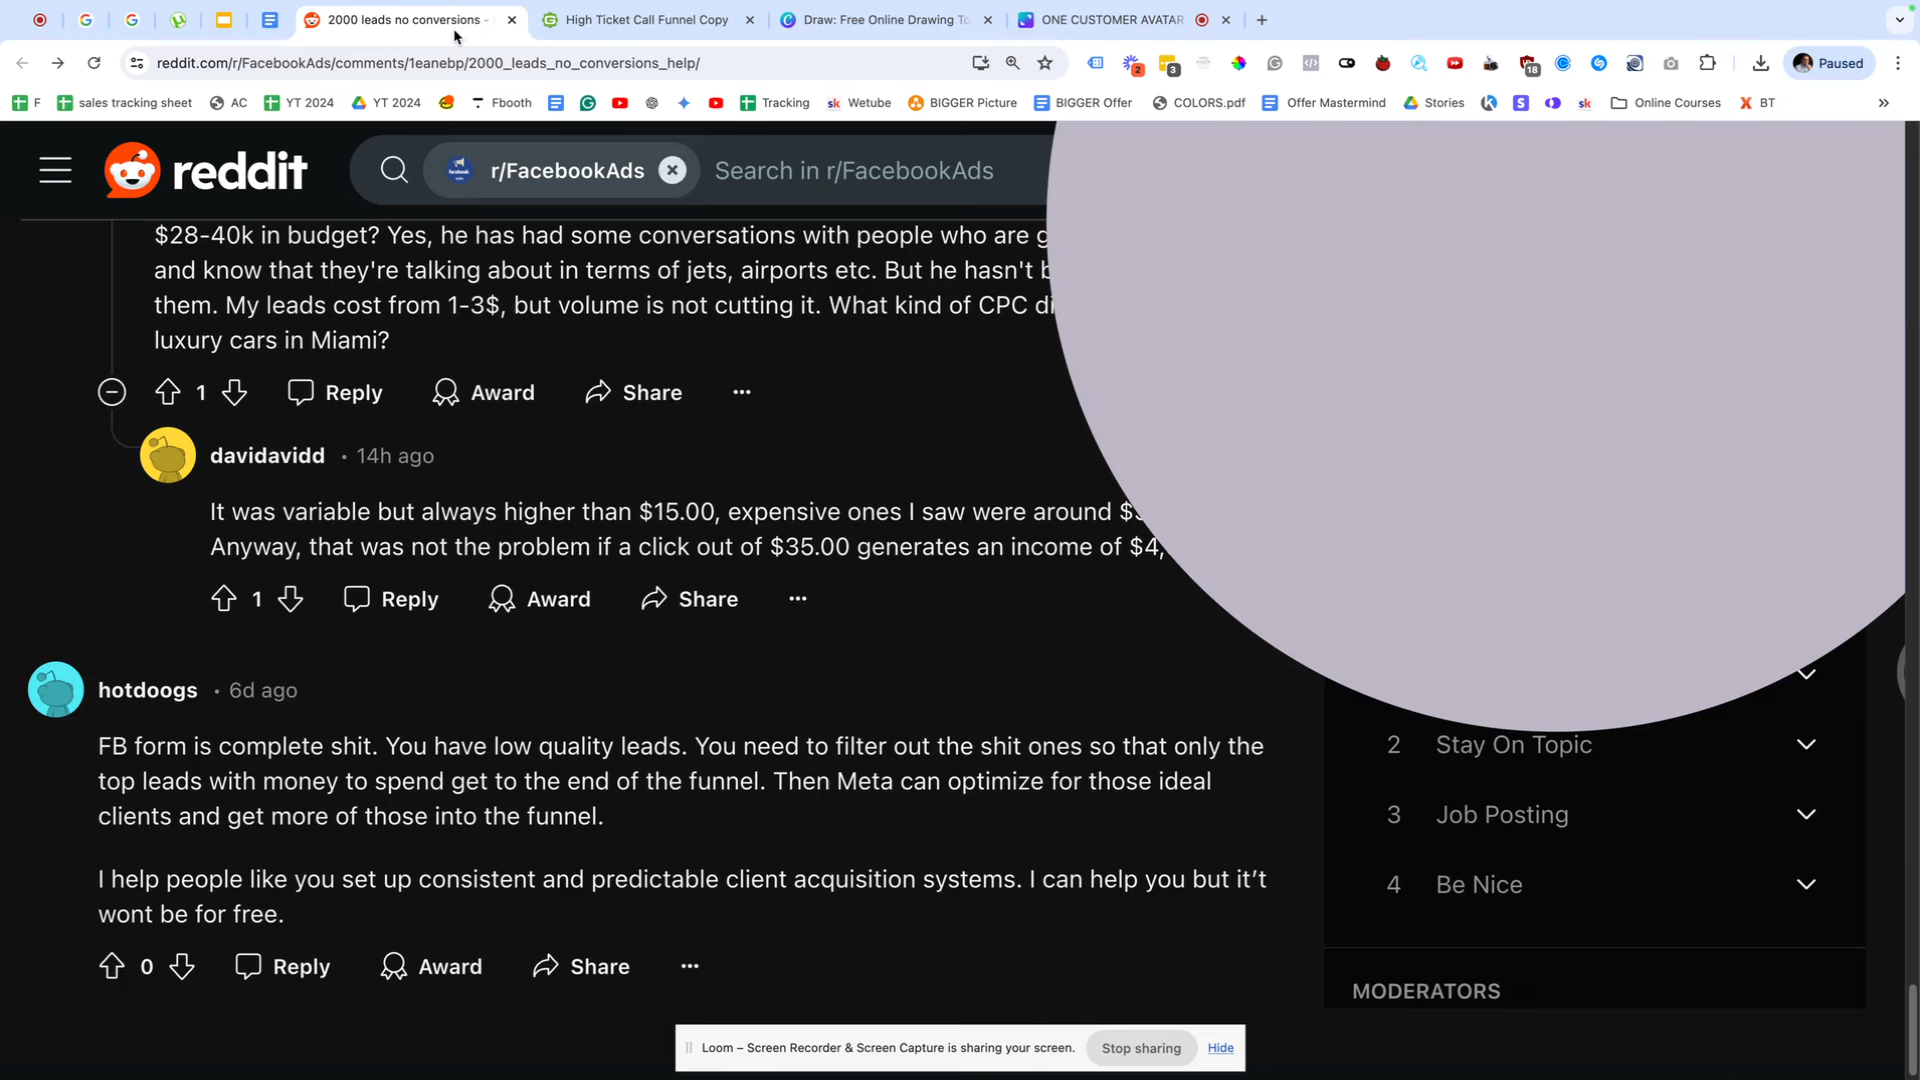 2000 leads no conversions -
High Ticket Call Funnel Copy
Draw: Free Online Drawing To
ONE CUSTOMER AVATAR
reddit.com/r/FacebookAds/comments/1eanebp/2000_leads_no_conversions_help/
2
3
18
Paused
F
sales tracking sheet
AC
YT 2024
YT 2024
Fbooth
Tracking
sk Wetube
BIGGER Picture
BIGGER Offer
COLORS.pdf
Offer Mastermind
Stories
sk
Online Courses
BT
reddit
r/FacebookAds
Search in r/FacebookAds
$28-40k in budget? Yes, he has had some conversations with people who are g
and know that they're talking about in terms of jets, airports etc. But he hasn't b
them. My leads cost from 1-3$, but volume is not cutting it. What kind of CPC di
luxury cars in Miami?
1
Reply
Award
Share
davidavidd • 14h ago
It was variable but always higher than $15.00, expensive ones I saw were around $
Anyway, that was not the problem if a click out of $35.00 generates an income of $4,
1
Reply
Award
Share
hotdoogs • 6d ago
FB form is complete shit. You have low quality leads. You need to filter out the shit ones so that only the
top leads with money to spend get to the end of the funnel. Then Meta can optimize for those ideal
clients and get more of those into the funnel.
I help people like you set up consistent and predictable client acquisition systems. I can help you but it’t
wont be for free.
0
Reply
Award
Share
2 Stay On Topic
3 Job Posting
4 Be Nice
MODERATORS
Loom – Screen Recorder & Screen Capture is sharing your screen.
Stop sharing
Hide